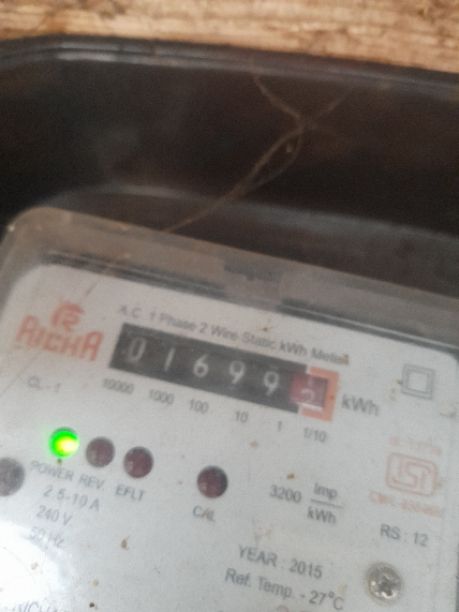 A.C. 1 Phase 2 Wire Static kWh Meter
RICHA
01699
kWh
CL-1
10000 1000 100 10 1 1/10
POWER REV. EFLT
CAL
3200 Imp/kWh
2.5-10 A
240 V
50 Hz
ISI
RS : 12
YEAR : 2015
Ref. Temp. - 27°C